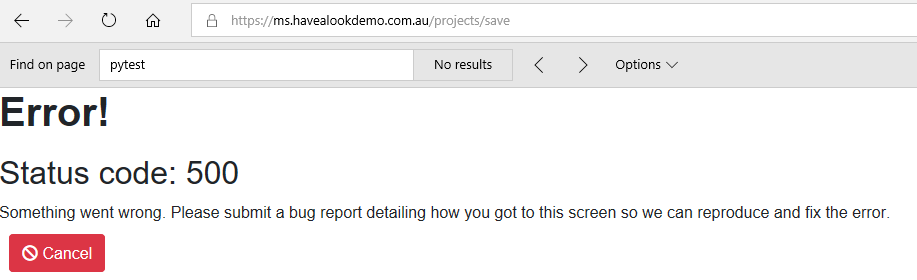 https://ms.havealookdemo.com.au/projects/save
Find on page pytest No results Options
Error!
Status code: 500
Something went wrong. Please submit a bug report detailing how you got to this screen so we can reproduce and fix the error.
Cancel